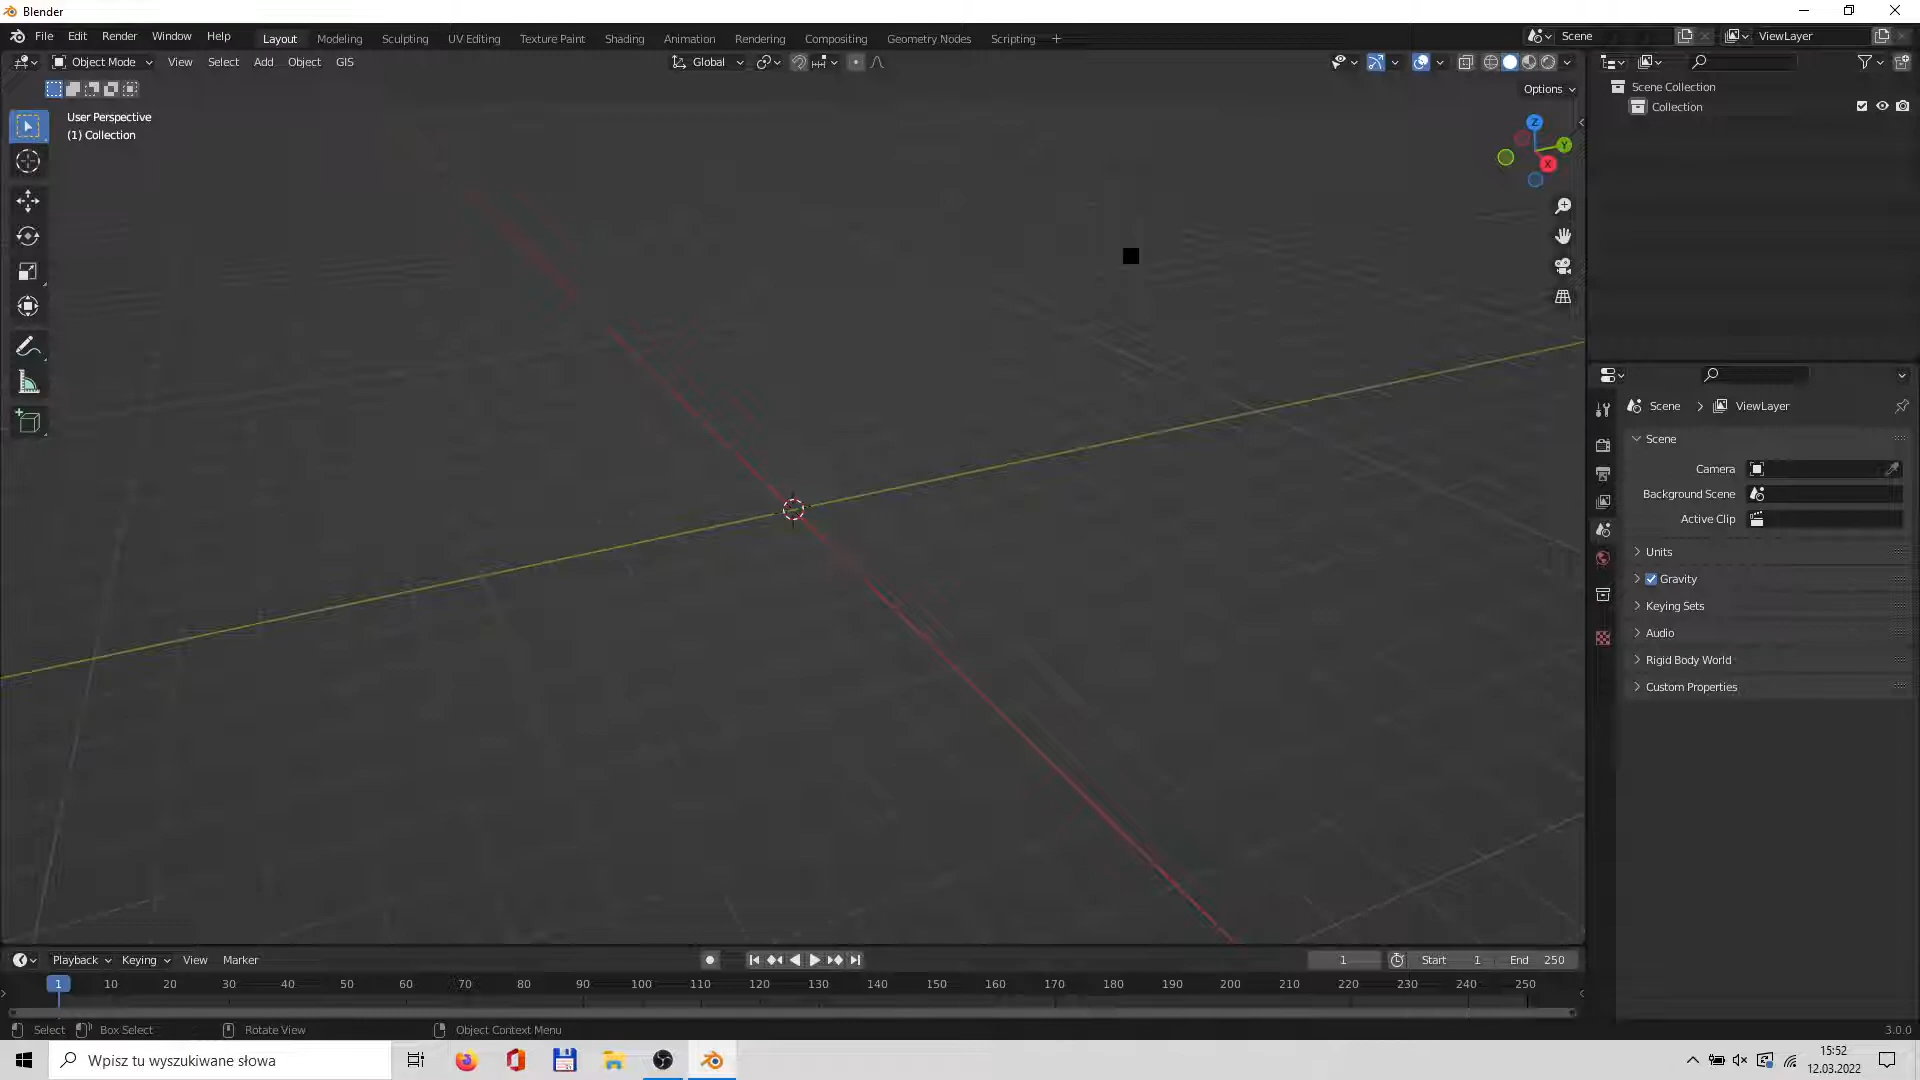 Blender
File Edit Render Window Help Layout Modeling Sculpting UV Editing Texture Paint Shading Animation Rendering Compositing Geometry Nodes Scripting + Scene ViewLayer
Object Mode View Select Add Object GIS Global
Options
User Perspective
(1) Collection
Z
Y
X
Scene Collection
Collection
Scene > ViewLayer
Scene
Camera
Background Scene
Active Clip
Units
Gravity
Keying Sets
Audio
Rigid Body World
Custom Properties
Playback Keying View Marker 1 Start 1 End 250
1 10 20 30 40 50 60 70 80 90 100 110 120 130 140 150 160 170 180 190 200 210 220 230 240 250
Select Box Select Rotate View Object Context Menu 3.0.0
Wpisz tu wyszukiwane słowa
15:52
12.03.2022